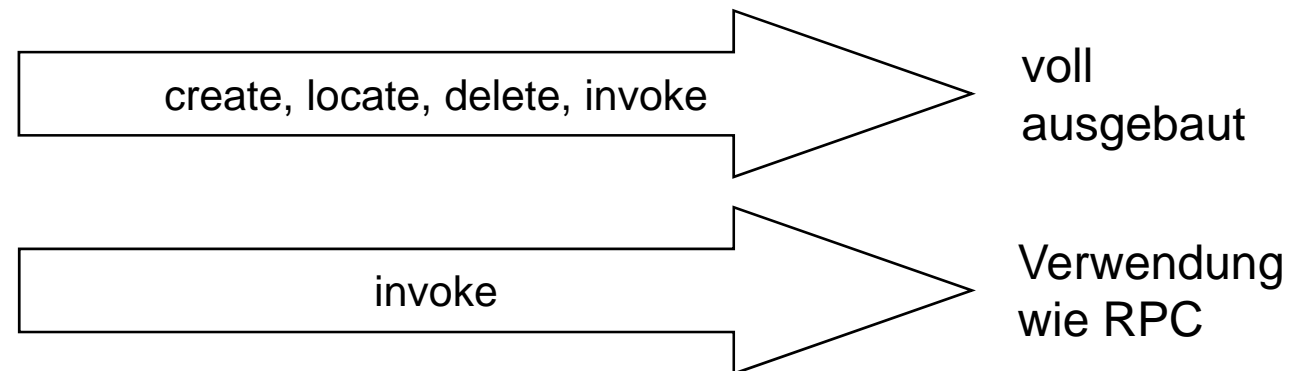 create, locate, delete, invoke
voll
ausgebaut
invoke
Verwendung
wie RPC